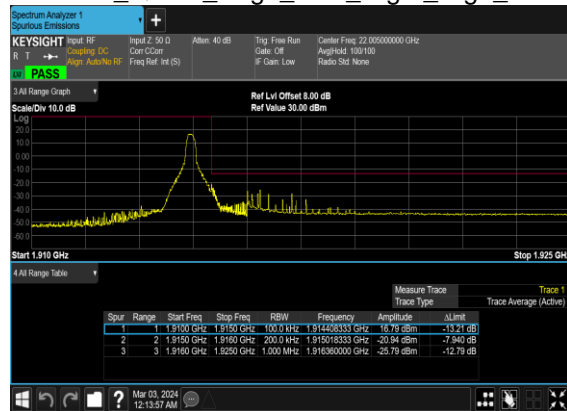 Spectrum Analyzer 1
Spurious Emissions
+
KEYSIGHT
R T
Input: RF
Coupling: DC
Align: Auto/No RF
Input Z: 50 Ω
Corr CCorr
Freq Ref: Int (S)
Atten: 40 dB
Trig: Free Run
Gate: Off
IF Gain: Low
Center Freq: 22.005000000 GHz
Avg|Hold: 100/100
Radio Std: None
PASS
3 All Range Graph
Ref Lvl Offset 8.00 dB
Scale/Div 10.0 dB
Ref Value 30.00 dBm
Log
20.0
10.0
0.00
-10.0
-20.0
-30.0
-40.0
-50.0
-60.0
Start 1.910 GHz
Stop 1.925 GH
4 All Range Table
Measure Trace Trace 1
Trace Type Trace Average (Active)
Spur Range Start Freq Stop Freq RBW Frequency Amplitude ΔLimit
1 1 1.9100 GHz 1.9150 GHz 100.0 kHz 1.914408333 GHz 16.79 dBm -13.21 dB
2 2 1.9150 GHz 1.9160 GHz 200.0 kHz 1.915018333 GHz -20.94 dBm -7.940 dB
3 3 1.9160 GHz 1.9250 GHz 1.000 MHz 1.916360000 GHz -25.79 dBm -12.79 dB
?
Mar 03, 2024
12:13:57 AM